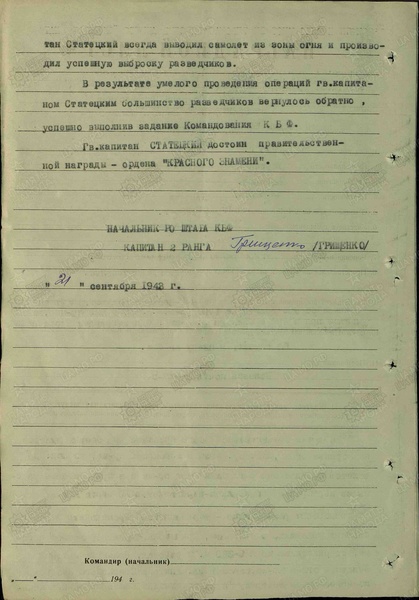 тан Статецкий всегда выводил самолет из зоны огня и произво-
дил успешную выброску разведчиков.
В результате умелого проведения операций гв.капита-
ном Статецким большинство разведчиков вернулось обратно ,
успешно выполнив задание Командования К Б Ф.
Гв.капитан СТАТЕЦКИЙ достоин правительствен-
ной награды - ордена "КРАСНОГО ЗНАМЕНИ".
НАЧАЛЬНИК РО ШТАБА КБФ
КАПИТАН 2 РАНГА Грищенко /ГРИЩЕНКО/
" 21 " сентября 1943 г.
Командир (начальник)
" 194 г.